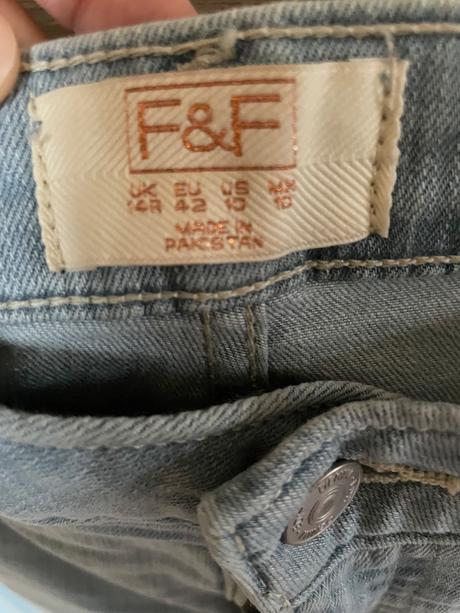 F&F
UK EU US MX
14R 42 10 10
MADE IN
PAKISTAN